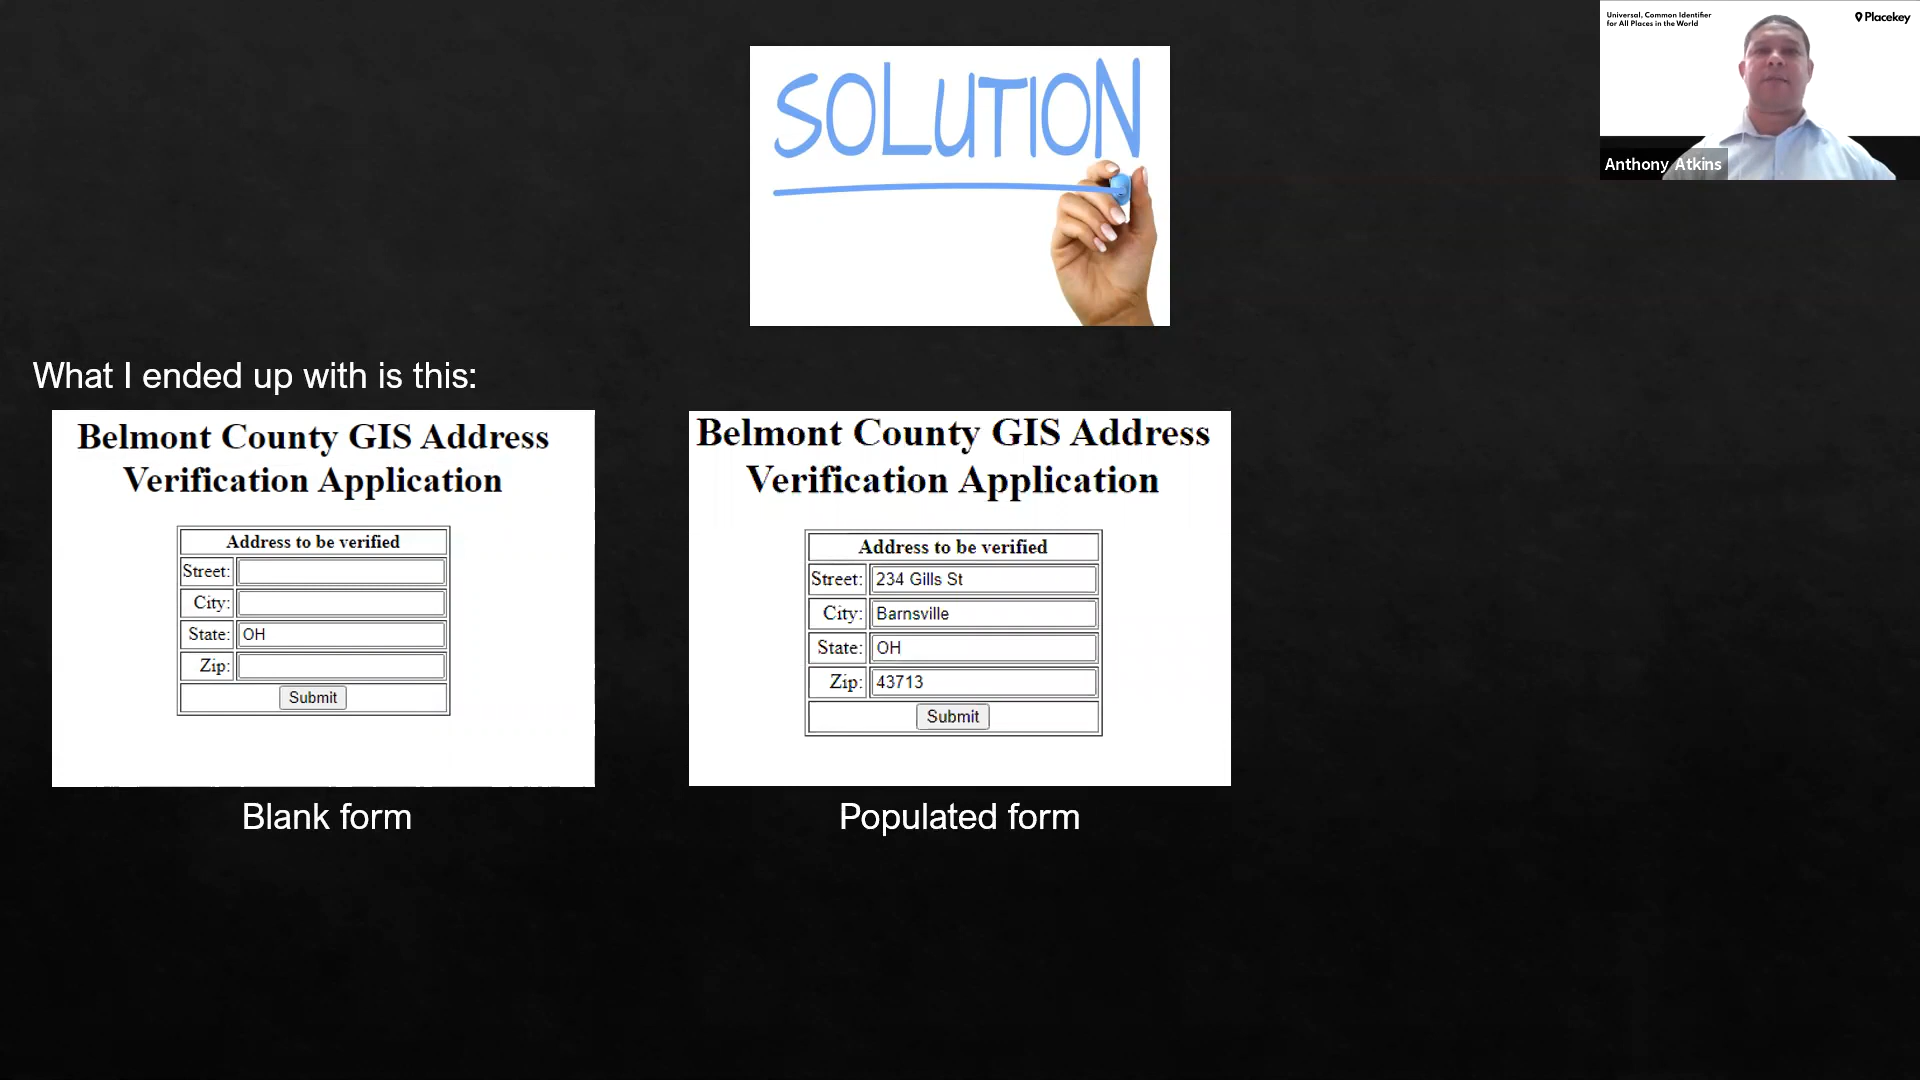 Universal, Common Identifier
for All Places in the World
Placekey
Anthony Atkins
SOLUTION
What I ended up with is this:
Belmont County GIS Address
Verification Application
Address to be verified
Street:
City:
State: OH
Zip:
Submit
Blank form
Belmont County GIS Address
Verification Application
Address to be verified
Street: 234 Gills St
City: Barnsville
State: OH
Zip: 43713
Submit
Populated form